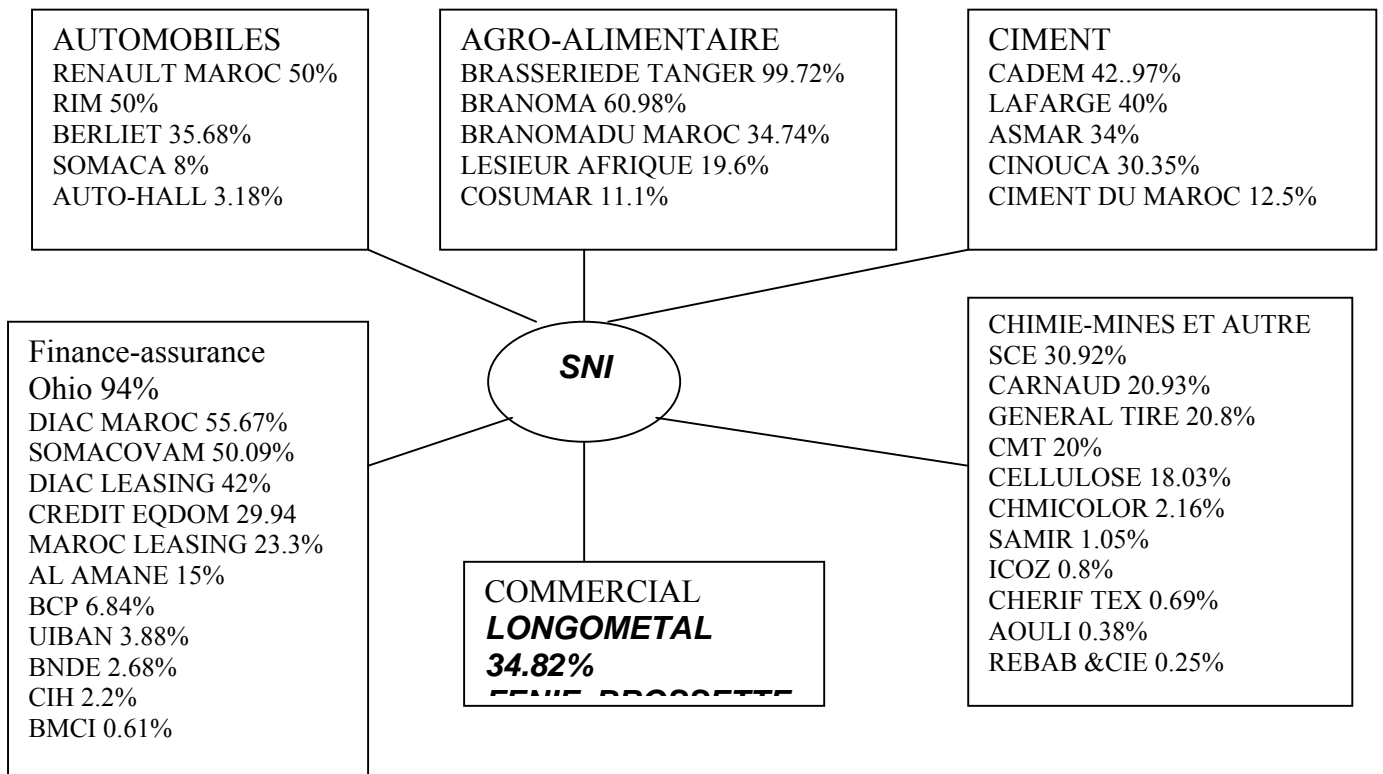 AUTOMOBILES
RENAULT MAROC 50%
RIM 50%
BERLIET 35.68%
SOMACA 8%
AUTO-HALL 3.18%
AGRO-ALIMENTAIRE
BRASSERIEDE TANGER 99.72%
BRANOMA 60.98%
BRANOMADU MAROC 34.74%
LESIEUR AFRIQUE 19.6%
COSUMAR 11.1%
CIMENT
CADEM 42..97%
LAFARGE 40%
ASMAR 34%
CINOUCA 30.35%
CIMENT DU MAROC 12.5%
SNI
Finance-assurance
Ohio 94%
DIAC MAROC 55.67%
SOMACOVAM 50.09%
DIAC LEASING 42%
CREDIT EQDOM 29.94
MAROC LEASING 23.3%
AL AMANE 15%
BCP 6.84%
UIBAN 3.88%
BNDE 2.68%
CIH 2.2%
BMCI 0.61%
COMMERCIAL
LONGOMETAL
34.82%
CHIMIE-MINES ET AUTRE
SCE 30.92%
CARNAUD 20.93%
GENERAL TIRE 20.8%
CMT 20%
CELLULOSE 18.03%
CHMICOLOR 2.16%
SAMIR 1.05%
ICOZ 0.8%
CHERIF TEX 0.69%
AOULI 0.38%
REBAB &CIE 0.25%